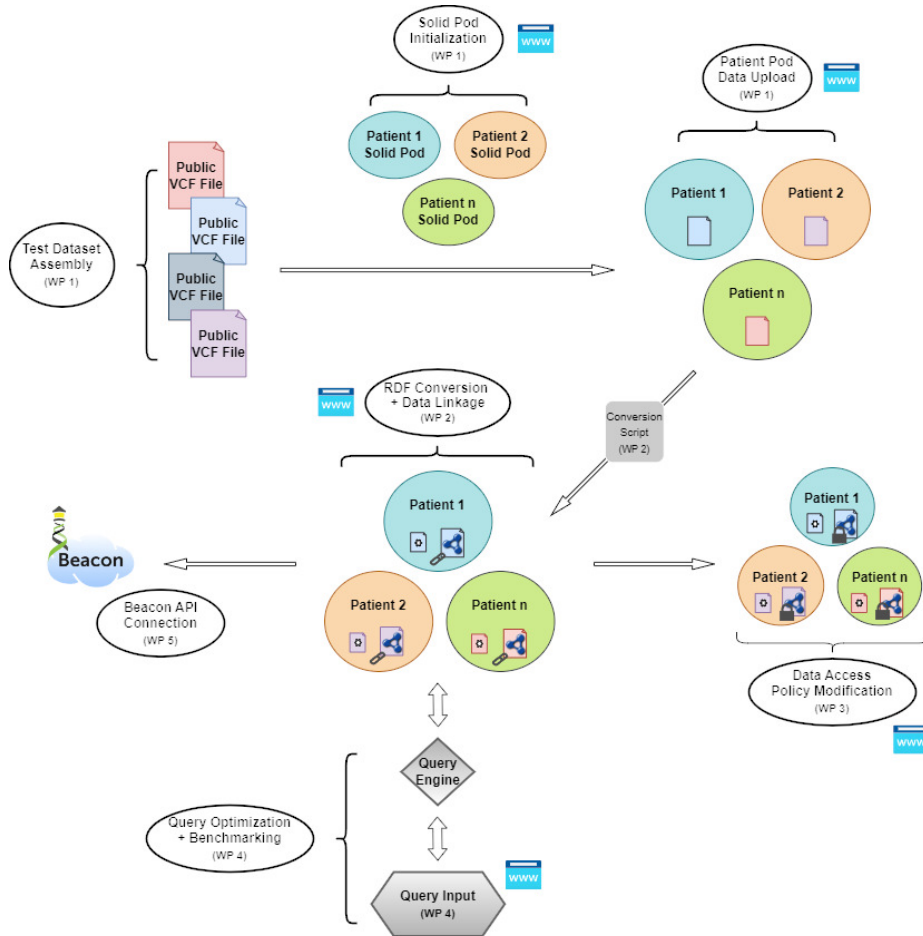 Solid Pod
Initialization
(WP 1)
www
Patient Pod
Data Upload
(WP 1)
www
Patient 1
Solid Pod
Patient 2
Solid Pod
Patient n
Solid Pod
Public
VCF File
Public
VCF File
Public
VCF File
Public
VCF File
Test Dataset
Assembly
(WP 1)
Patient 1
Patient 2
Patient n
www
RDF Conversion
+ Data Linkage
(WP 2)
Conversion
Script
(WP 2)
Patient 1
Patient 2
Patient n
Beacon
Beacon API
Connection
(WP 5)
Patient 1
Patient 2
Patient n
Data Access
Policy Modification
(WP 3)
www
Query
Engine
Query Optimization
+ Benchmarking
(WP 4)
Query Input
(WP 4)
www